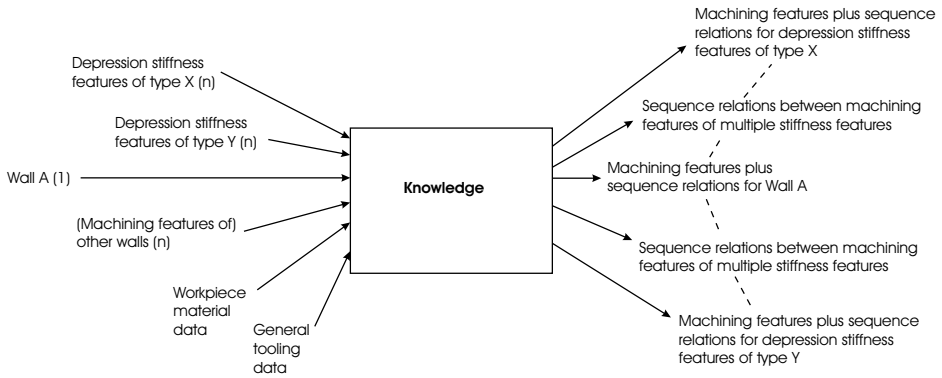 Depression stiffness
features of type X (n)
Depression stiffness
features of type Y (n)
Wall A (1)
(Machining features of)
other walls (n)
Workpiece
material
data
General
tooling
data
Knowledge
Machining features plus sequence
relations for depression stiffness
features of type X
Sequence relations between machining
features of multiple stiffness features
Machining features plus
sequence relations for Wall A
Sequence relations between machining
features of multiple stiffness features
Machining features plus sequence
relations for depression stiffness
features of type Y